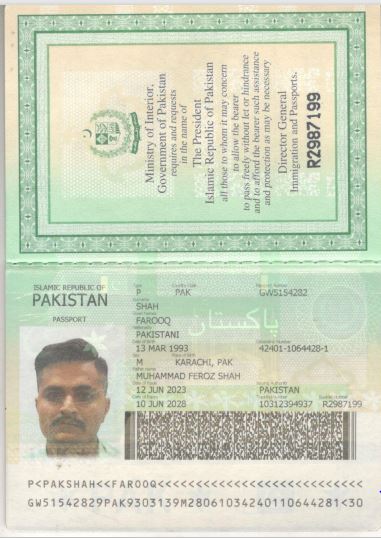 Ministry of Interior,
Government of Pakistan
requires and requests
in the name of
The President
Islamic Republic of Pakistan
all those to whom it may concern
to allow the bearer
to pass freely without let or hindrance
and to afford the bearer such assistance
and protection as may be necessary
Director General
Immigration and Passports.
R2987199
ISLAMIC REPUBLIC OF
PAKISTAN
PASSPORT
Type Country Code Passport Number
P PAK GW5154282
Surname
SHAH
Given Names
FAROOQ
Nationality
PAKISTANI
Date of Birth
13 MAR 1993 42401-1064428-1
Sex Place of Birth
M KARACHI, PAK
Father Name
MUHAMMAD FEROZ SHAH
Date of Issue Issuing Authority
12 JUN 2023 PAKISTAN
Date of Expiry Tracking Number Booklet Number
10 JUN 2028 10312394937 R2987199
پاکستان
P<PAKSHAH<<FAROOQ<<<<<<<<<<<<<<<<<<<<<<<<<<<
GW51542829PAK9303139M28061034240110644281<30